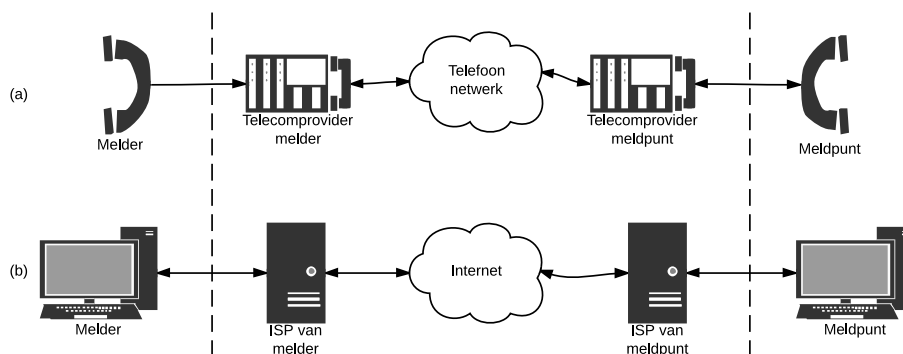 (a)
Melder
Telecomprovider
melder
Telefoon
netwerk
Telecomprovider
meldpunt
Meldpunt
(b)
Melder
ISP van
melder
Internet
ISP van
meldpunt
Meldpunt